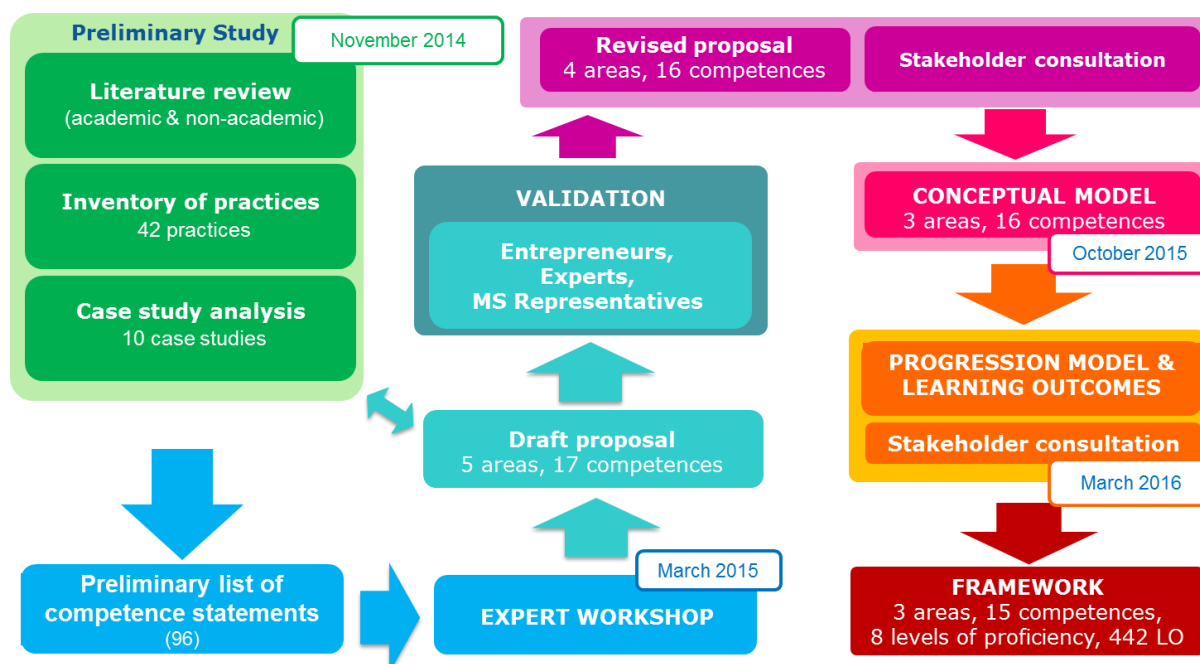 Preliminary Study
November 2014
Literature review
(academic & non-academic)
Inventory of practices
42 practices
Case study analysis
10 case studies
Preliminary list of
competence statements
(96)
EXPERT WORKSHOP
March 2015
Draft proposal
5 areas, 17 competences
VALIDATION
Entrepreneurs,
Experts,
MS Representatives
Revised proposal
4 areas, 16 competences
Stakeholder consultation
CONCEPTUAL MODEL
3 areas, 16 competences
October 2015
PROGRESSION MODEL &
LEARNING OUTCOMES
Stakeholder consultation
March 2016
FRAMEWORK
3 areas, 15 competences,
8 levels of proficiency, 442 LO